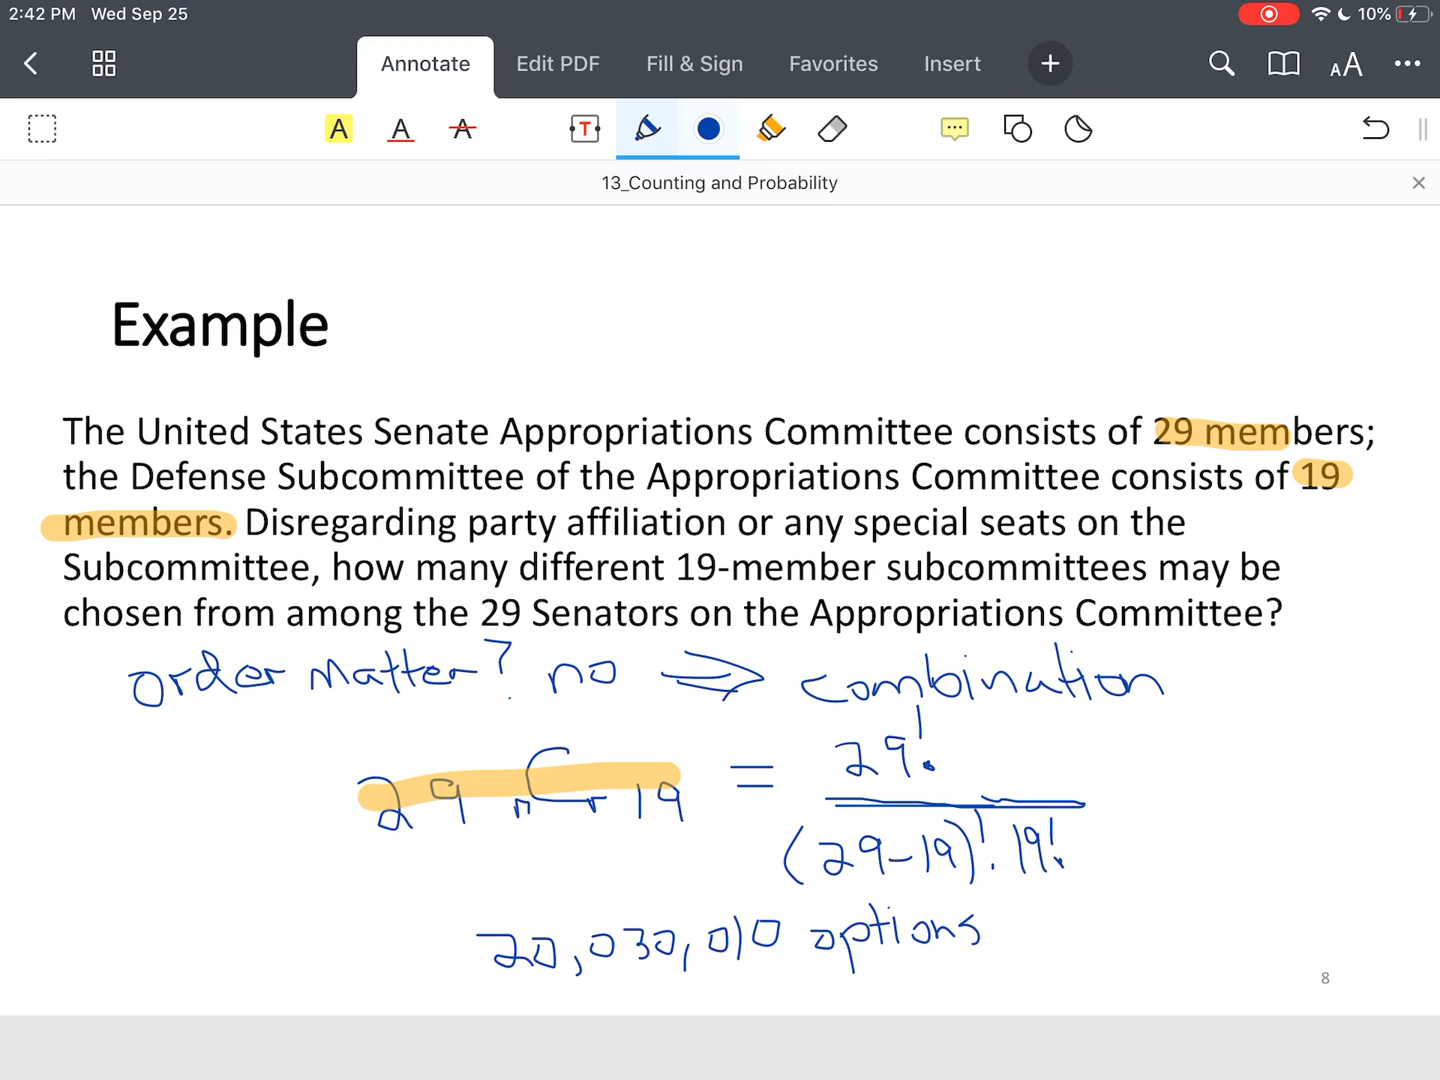 2:42 PM Wed Sep 25 10%
Annotate Edit PDF Fill & Sign Favorites Insert
A A A T
13_Counting and Probability
Example
The United States Senate Appropriations Committee consists of 29 members;
the Defense Subcommittee of the Appropriations Committee consists of 19
members. Disregarding party affiliation or any special seats on the
Subcommittee, how many different 19-member subcommittees may be
chosen from among the 29 Senators on the Appropriations Committee?
order matter? no ⇒ combination
29 nCr 19 = 29!
(29-19)! · 19!
20,030,010 options
8